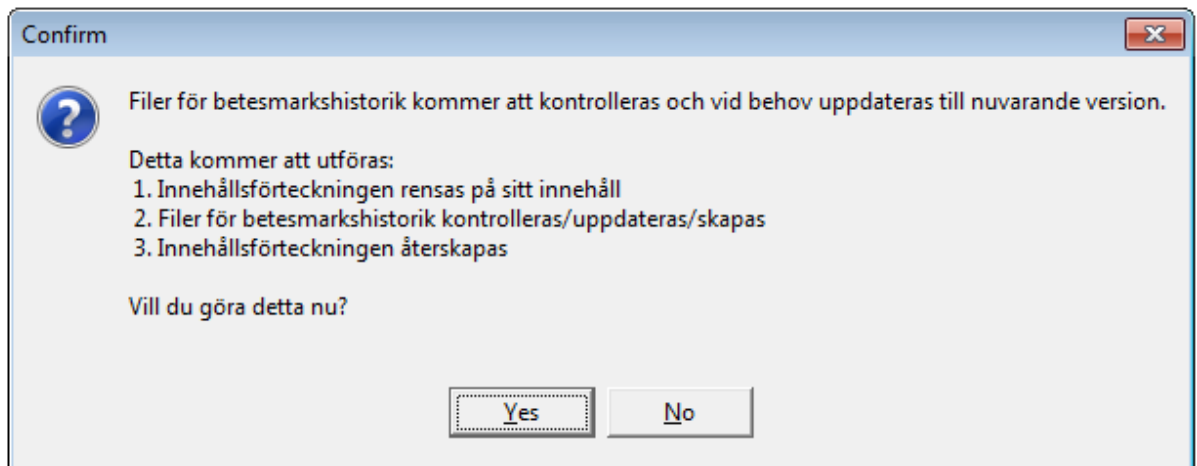 Confirm
Filer för betesmarkshistorik kommer att kontrolleras och vid behov uppdateras till nuvarande version.
Detta kommer att utföras:
1. Innehållsförteckningen rensas på sitt innehåll
2. Filer för betesmarkshistorik kontrolleras/uppdateras/skapas
3. Innehållsförteckningen återskapas
Vill du göra detta nu?
Yes No